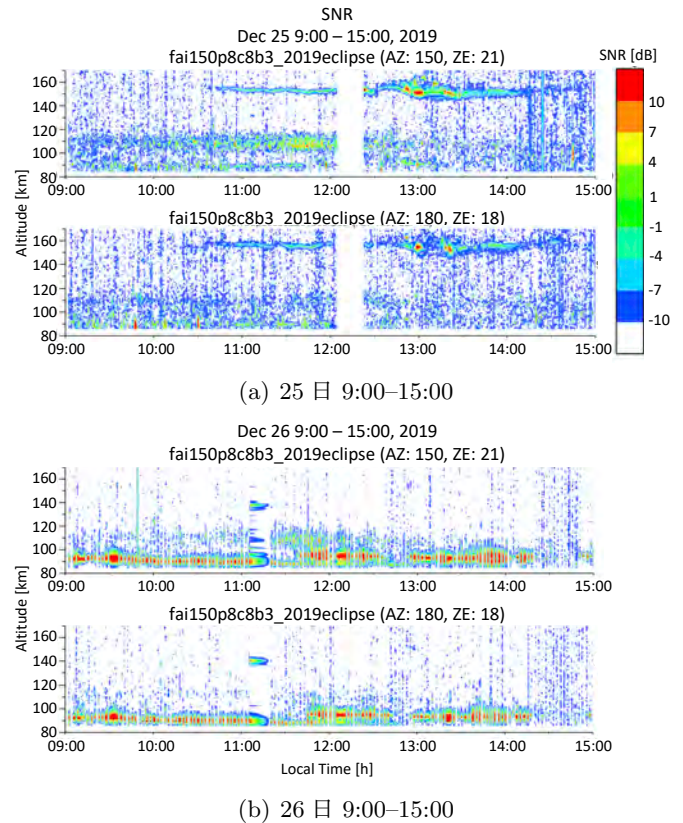 SNR
Dec 25 9:00 – 15:00, 2019
fai150p8c8b3_2019eclipse (AZ: 150, ZE: 21)
SNR [dB]
160
140
120
100
80
09:00 10:00 11:00 12:00 13:00 14:00 15:00
fai150p8c8b3_2019eclipse (AZ: 180, ZE: 18)
160
140
120
100
80
09:00 10:00 11:00 12:00 13:00 14:00 15:00
Altitude [km]
10
7
4
1
-1
-4
-7
-10
(a) 25 日 9:00–15:00
Dec 26 9:00 – 15:00, 2019
fai150p8c8b3_2019eclipse (AZ: 150, ZE: 21)
160
140
120
100
80
09:00 10:00 11:00 12:00 13:00 14:00 15:00
fai150p8c8b3_2019eclipse (AZ: 180, ZE: 18)
160
140
120
100
80
09:00 10:00 11:00 12:00 13:00 14:00 15:00
Altitude [km]
Local Time [h]
(b) 26 日 9:00–15:00